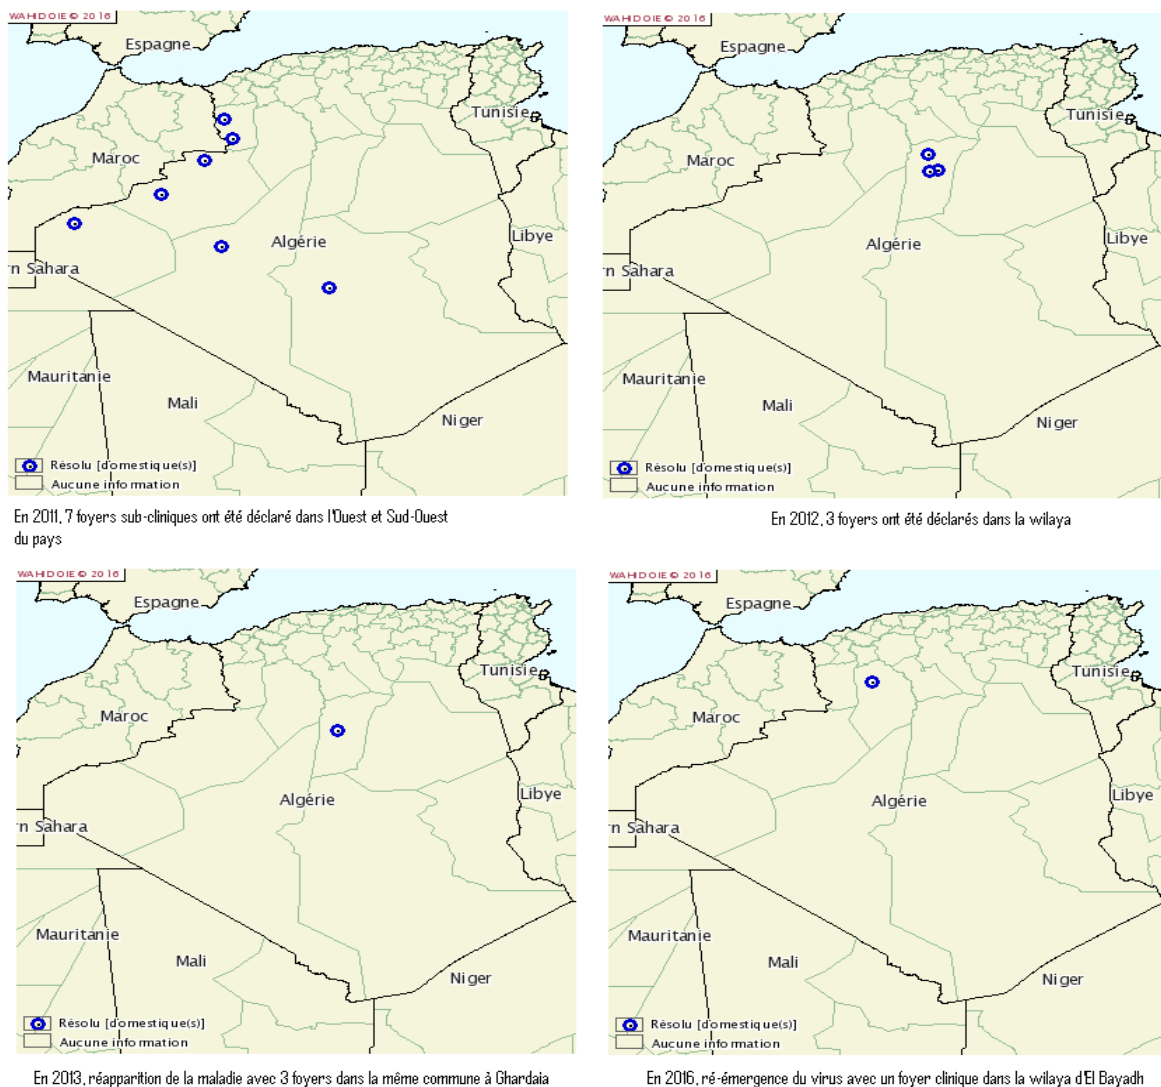 WAHIDOIE © 2016
Espagne
Tunisie
Maroc
Algérie
Libye
rn Sahara
Mauritanie
Mali
Niger
Résolu [domestique(s)]
Aucune information
En 2011, 7 foyers sub-cliniques ont été déclaré dans l'Ouest et Sud-Ouest
du pays
WAHIDOIE © 2016
Espagne
Tunisie
Maroc
Algérie
Libye
rn Sahara
Mauritanie
Mali
Niger
Résolu [domestique(s)]
Aucune information
En 2012, 3 foyers ont été déclarés dans la wilaya
WAHIDOIE © 2016
Espagne
Tunisie
Maroc
Algérie
Libye
rn Sahara
Mauritanie
Mali
Niger
Résolu [domestique(s)]
Aucune information
En 2013, réapparition de la maladie avec 3 foyers dans la même commune à Ghardaia
WAHIDOIE © 2016
Espagne
Tunisie
Maroc
Algérie
Libye
rn Sahara
Mauritanie
Mali
Niger
Résolu [domestique(s)]
Aucune information
En 2016, ré-émergence du virus avec un foyer clinique dans la wilaya d'El Bayadh